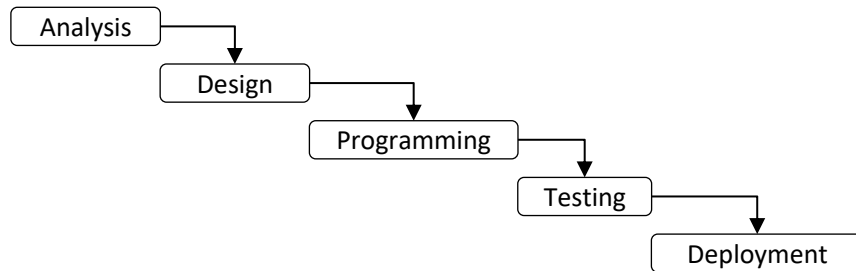 Analysis
Design
Programming
Testing
Deployment